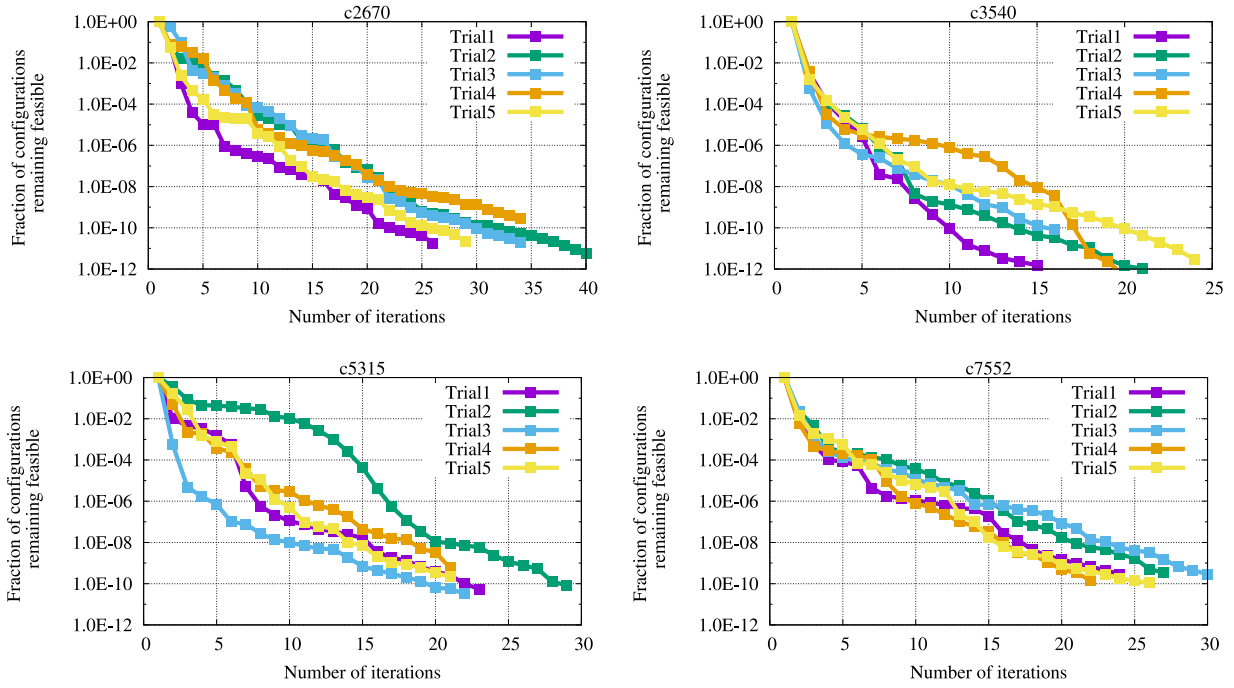 c2670
1.0E+00
1.0E-02
1.0E-04
1.0E-06
1.0E-08
1.0E-10
1.0E-12
0 5 10 15 20 25 30 35 40
Fraction of configurations
remaining feasible
Number of iterations
Trial1
Trial2
Trial3
Trial4
Trial5
c3540
1.0E+00
1.0E-02
1.0E-04
1.0E-06
1.0E-08
1.0E-10
1.0E-12
0 5 10 15 20 25
Fraction of configurations
remaining feasible
Number of iterations
Trial1
Trial2
Trial3
Trial4
Trial5
c5315
1.0E+00
1.0E-02
1.0E-04
1.0E-06
1.0E-08
1.0E-10
1.0E-12
0 5 10 15 20 25 30
Fraction of configurations
remaining feasible
Number of iterations
Trial1
Trial2
Trial3
Trial4
Trial5
c7552
1.0E+00
1.0E-02
1.0E-04
1.0E-06
1.0E-08
1.0E-10
1.0E-12
0 5 10 15 20 25 30
Fraction of configurations
remaining feasible
Number of iterations
Trial1
Trial2
Trial3
Trial4
Trial5